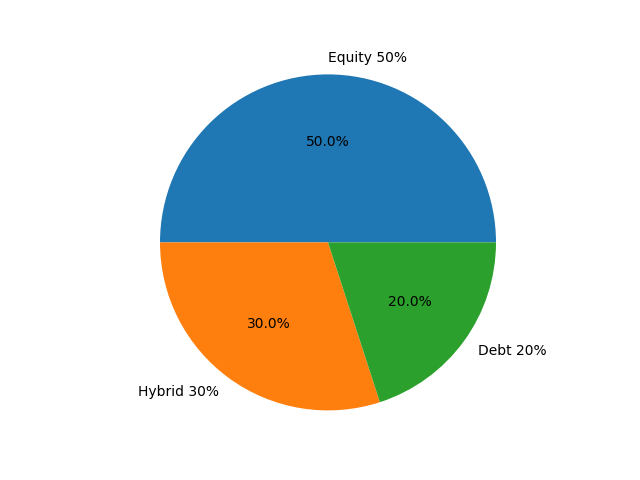 Equity 50%
50.0%
20.0%
30.0%
Debt 20%
Hybrid 30%